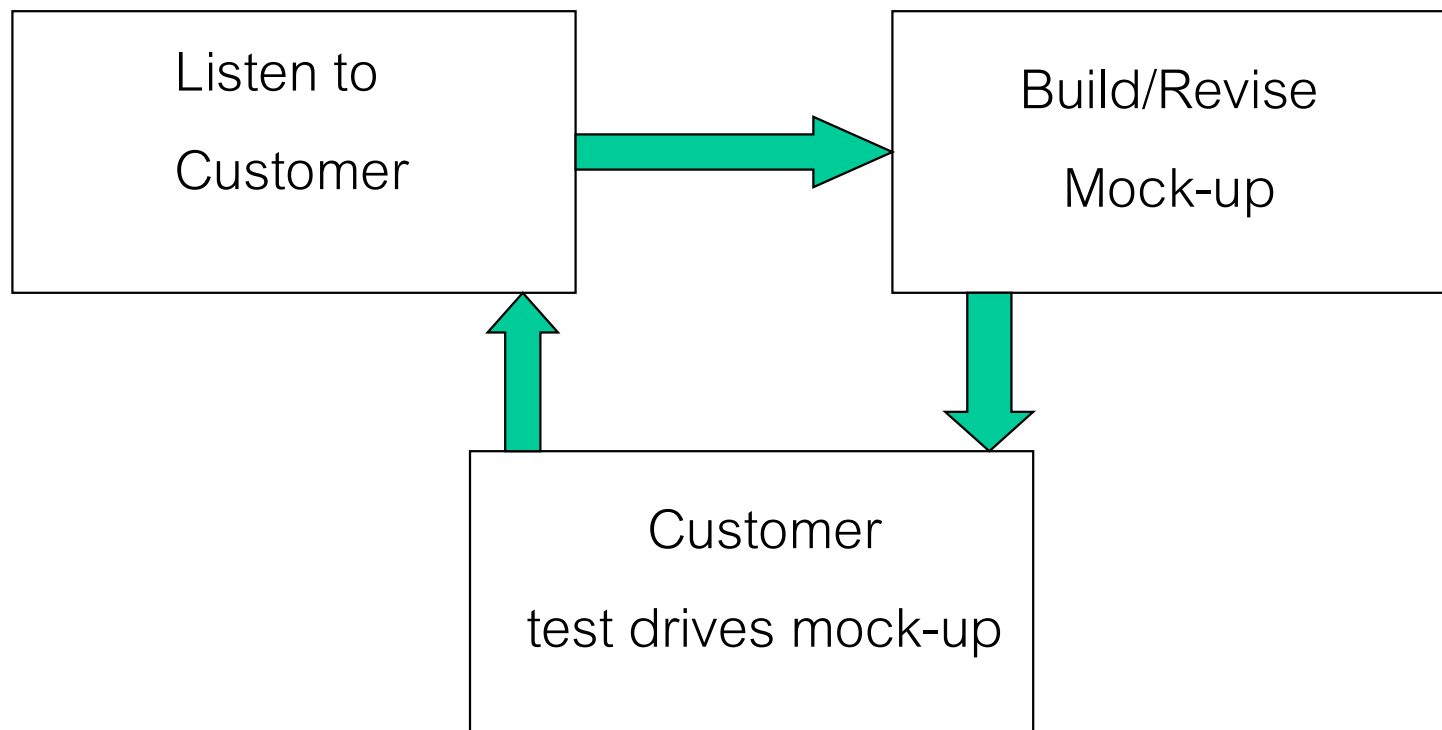 Listen to
Customer
Build/Revise
Mock-up
Customer
test drives mock-up